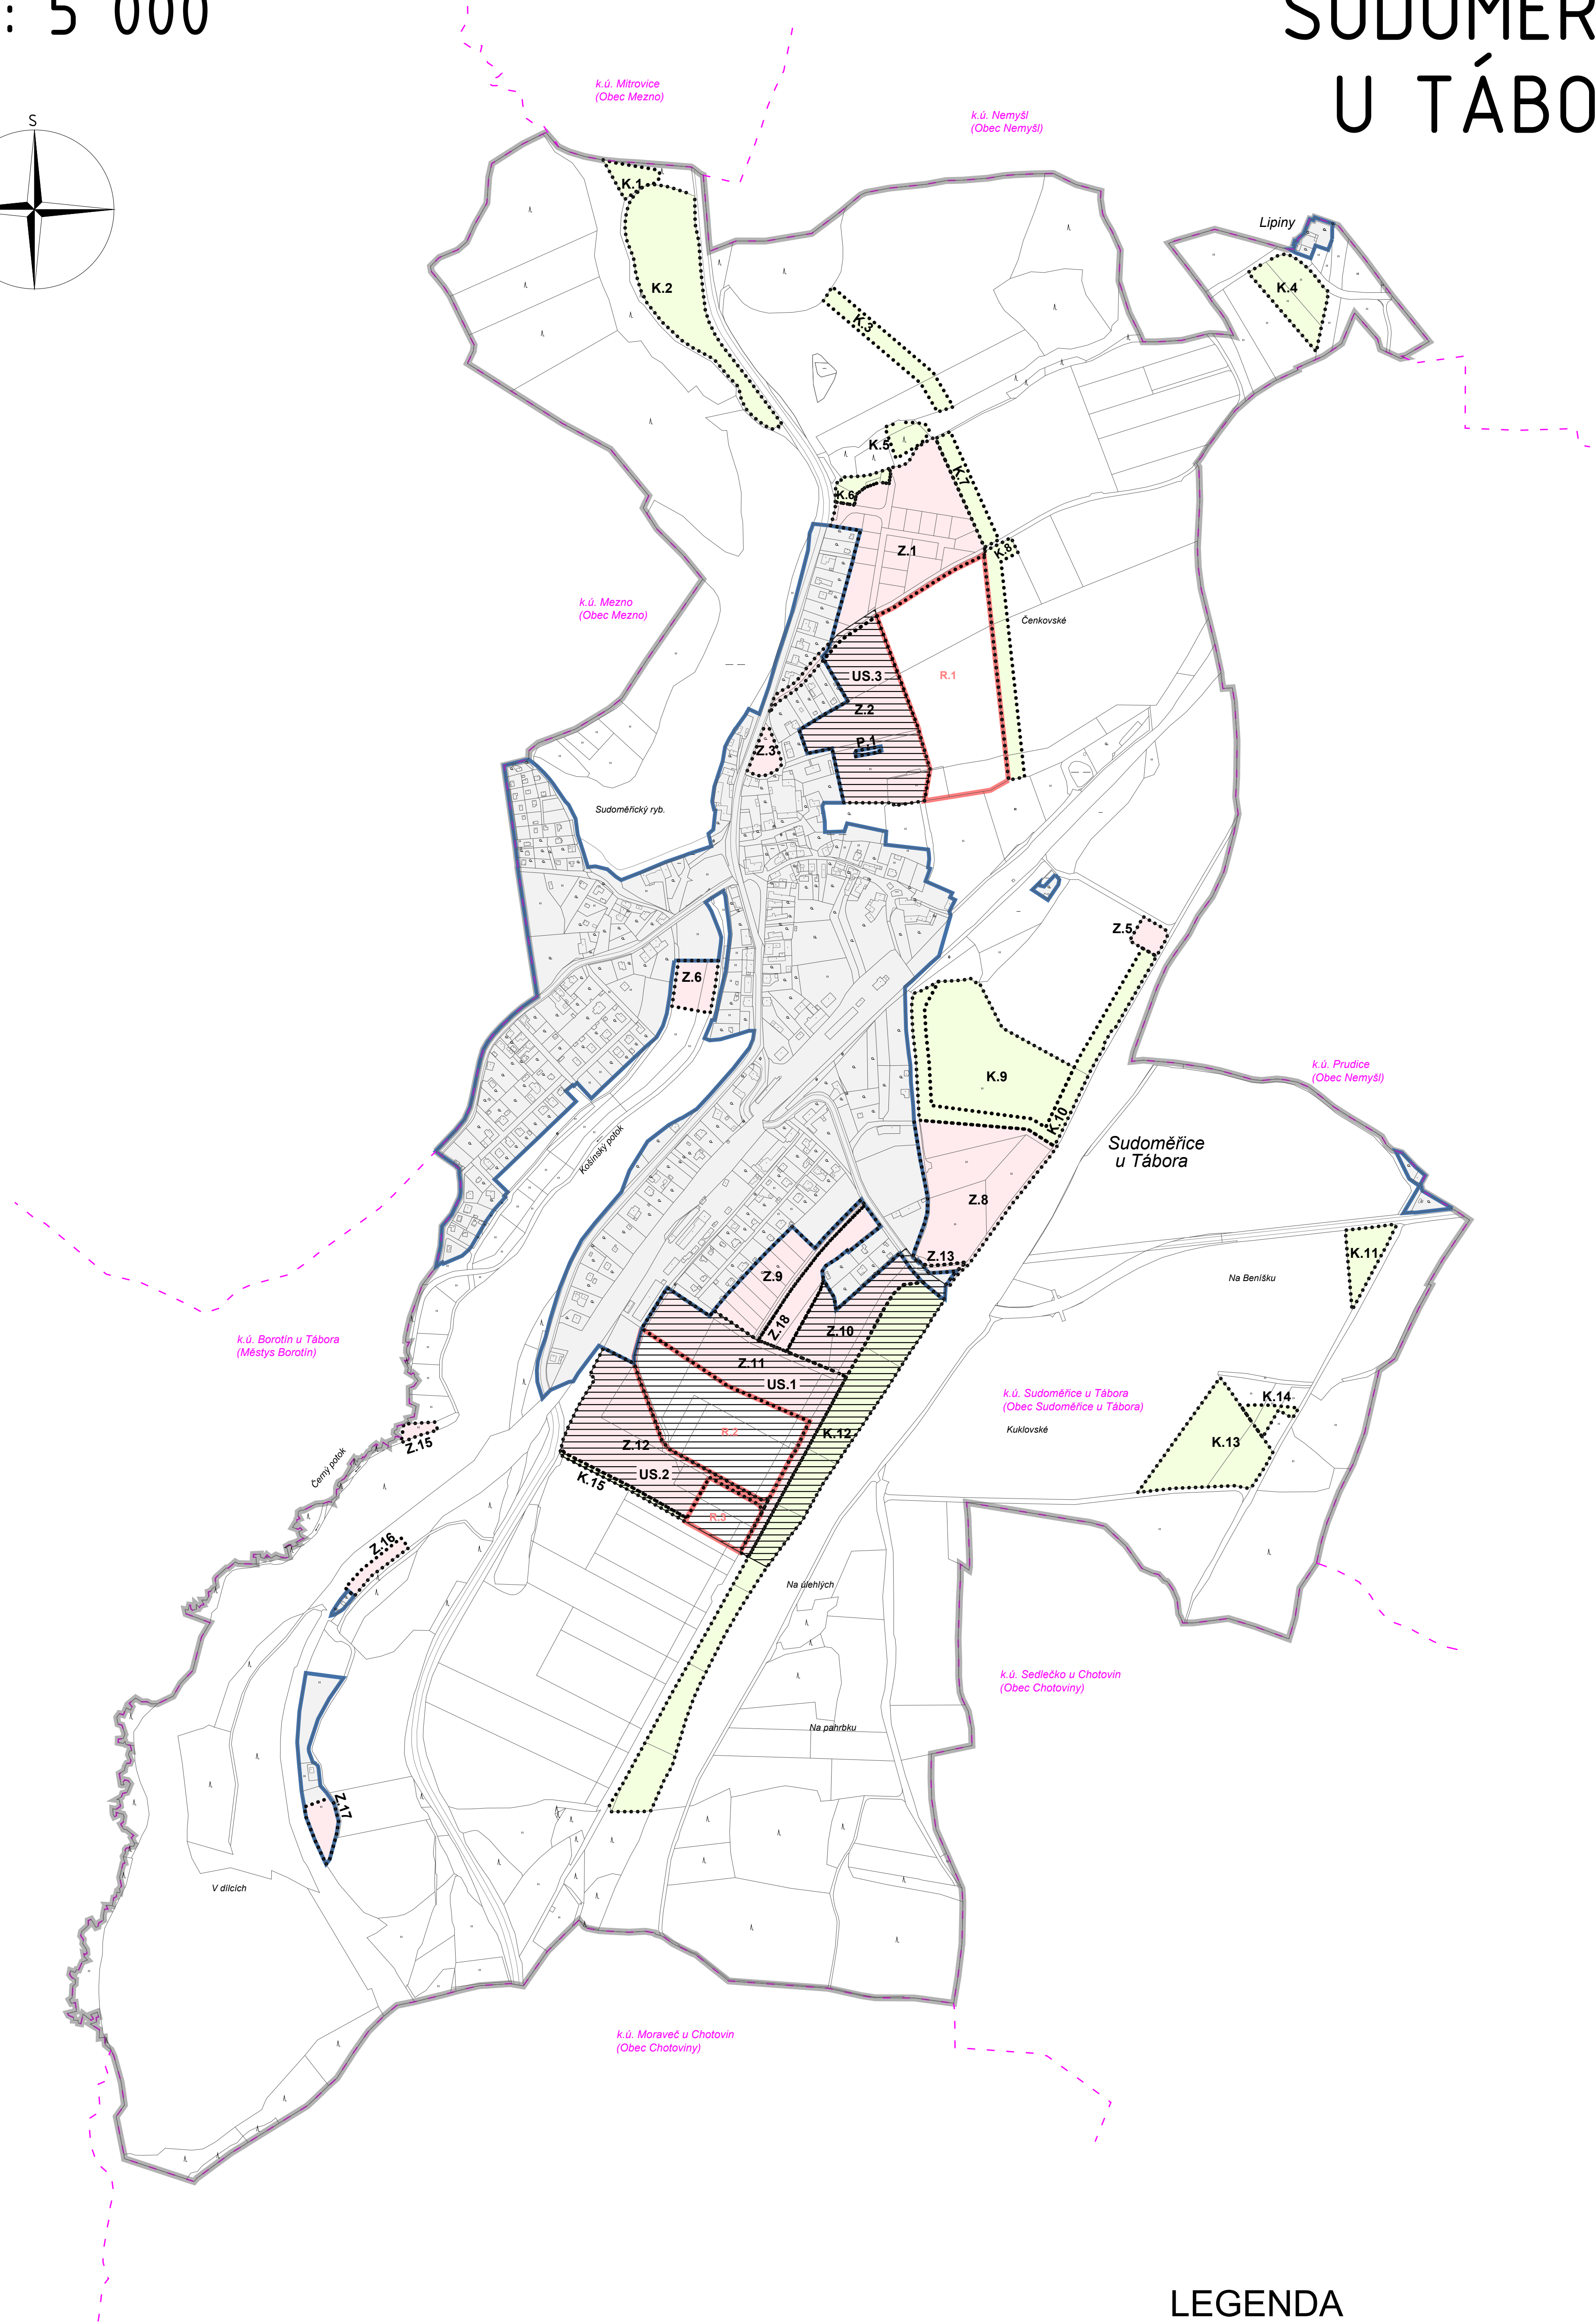 : 5 000
SUDOMĚŘ
U TÁBO
S
k.ú. Mitrovice
(Obec Mezno)
k.ú. Nemyšl
(Obec Nemyšl)
K.1
Lipiny
K.2
K.4
K.3
K.5
K.7
K.6
Z.1
K.8
k.ú. Mezno
(Obec Mezno)
Čenkovské
US.3
R.1
Z.2
P.1
Z.3
Sudoměřický ryb.
Z.5
Z.6
K.9
k.ú. Prudice
(Obec Nemyšl)
K.10
Košínský potok
Sudoměřice
u Tábora
Z.8
Z.13
K.11
Z.9
Na Beníšku
Z.18
Z.10
k.ú. Borotín u Tábora
(Městys Borotín)
Z.11
US.1
k.ú. Sudoměřice u Tábora
(Obec Sudoměřice u Tábora)
K.14
Kuklovské
K.12
R.2
K.13
Z.12
Z.15
Černý potok
US.2
K.15
R.3
Z.16
Na úlehlých
k.ú. Sedlečko u Chotovin
(Obec Chotoviny)
Na pahrbku
Z.17
V dílcích
k.ú. Moraveč u Chotovin
(Obec Chotoviny)
LEGENDA